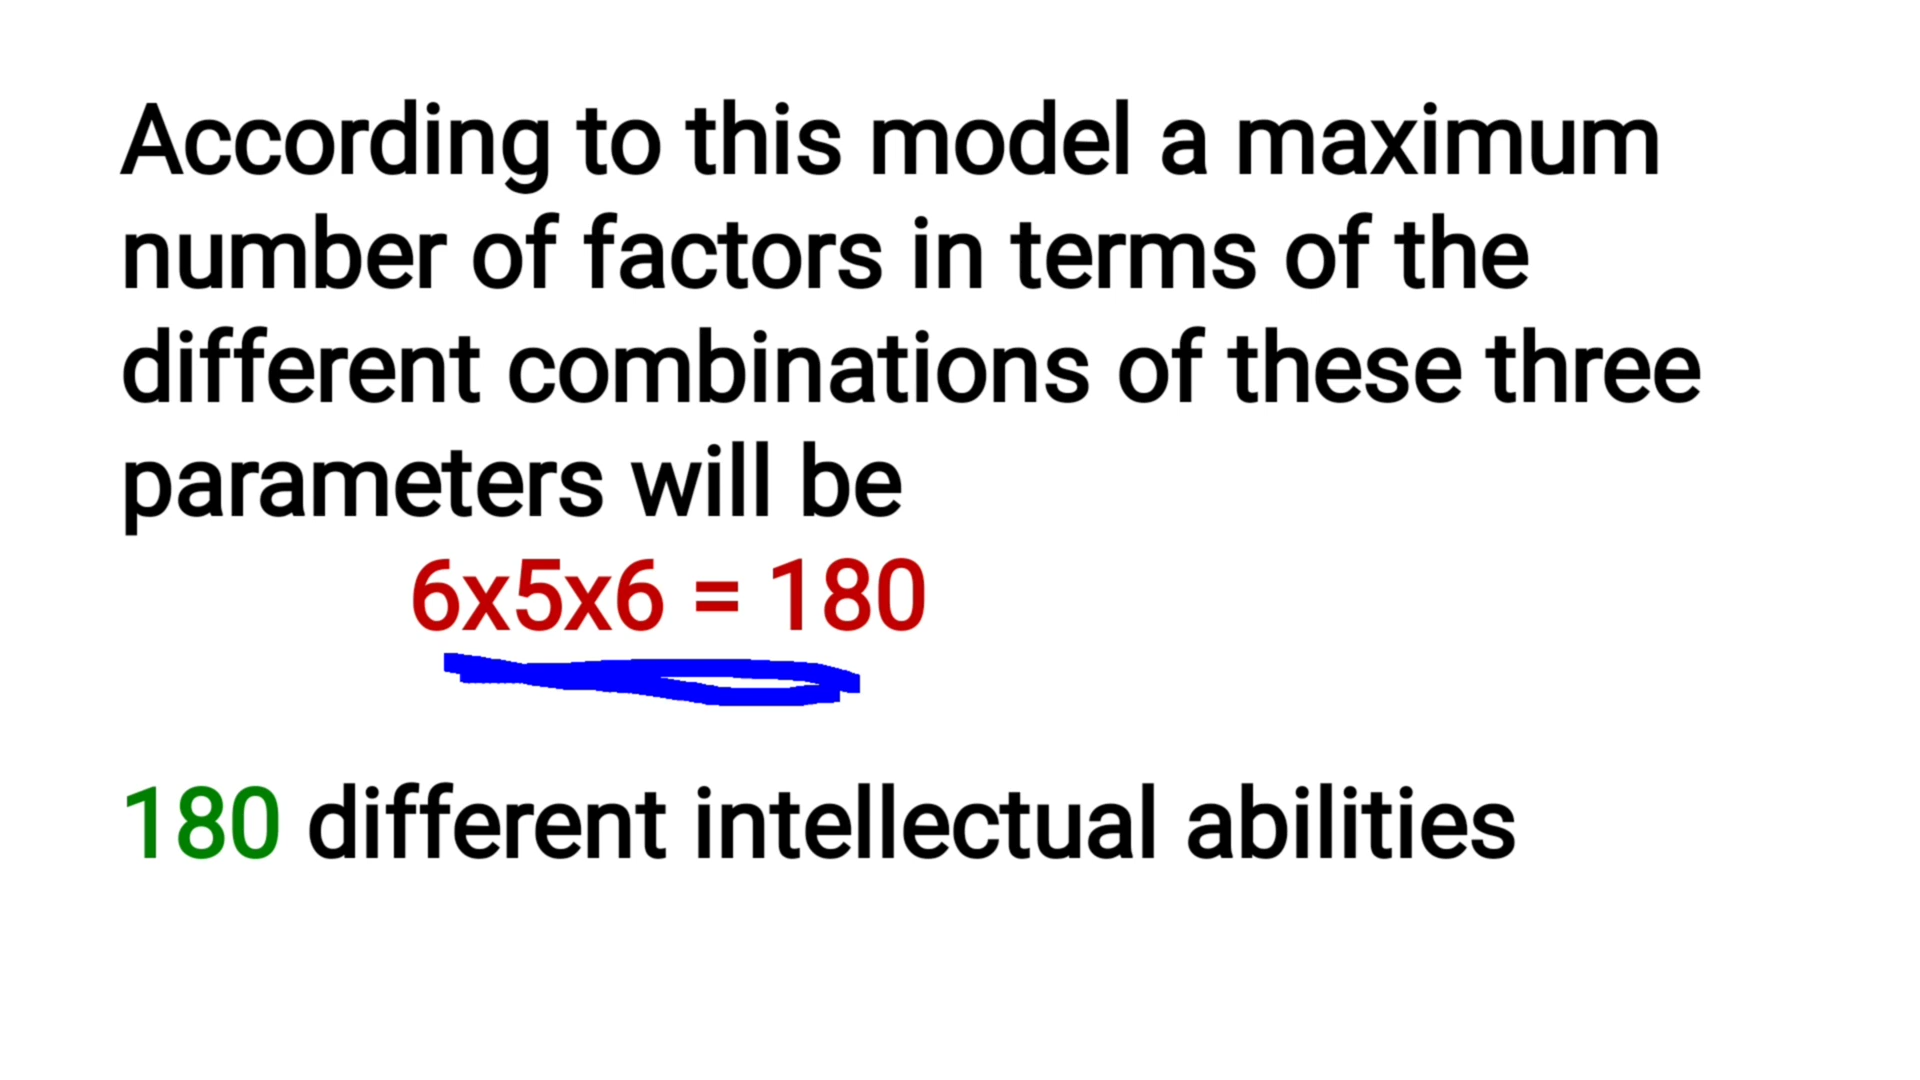 According to this model a maximum
number of factors in terms of the
different combinations of these three
parameters will be
6x5x6 = 180
180 different intellectual abilities